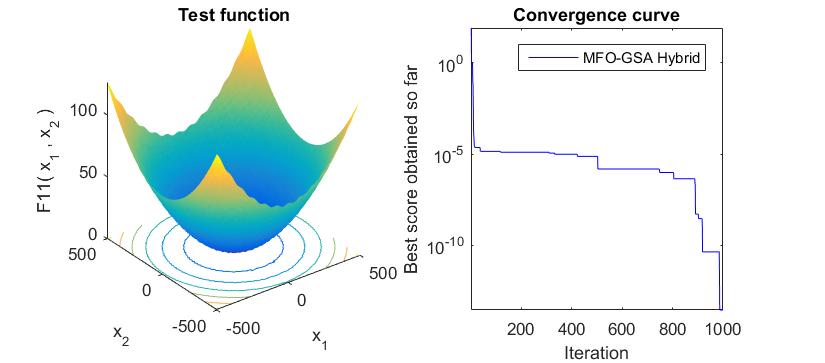 Test function
F11( x1 , x2 )
100
50
0
500
0
-500
x2
-500
0
500
x1
Convergence curve
MFO-GSA Hybrid
Best score obtained so far
10^0
10^-5
10^-10
200
400
600
800
1000
Iteration